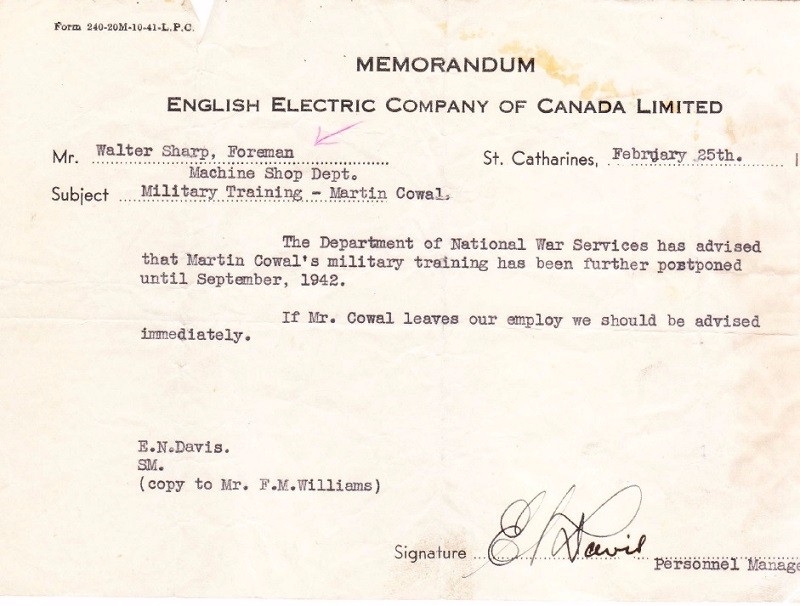 Form 240-20M-10-41-L.P.C.
MEMORANDUM
ENGLISH ELECTRIC COMPANY OF CANADA LIMITED
Mr. Walter Sharp, Foreman St. Catharines, February 25th.
Machine Shop Dept.
Subject Military Training - Martin Cowal.
The Department of National War Services has advised
that Martin Cowal's military training has been further postponed
until September, 1942.
If Mr. Cowal leaves our employ we should be advised
immediately.
E.N.Davis.
SM.
(copy to Mr. F.M.Williams)
Signature E N Davis
Personnel Manage